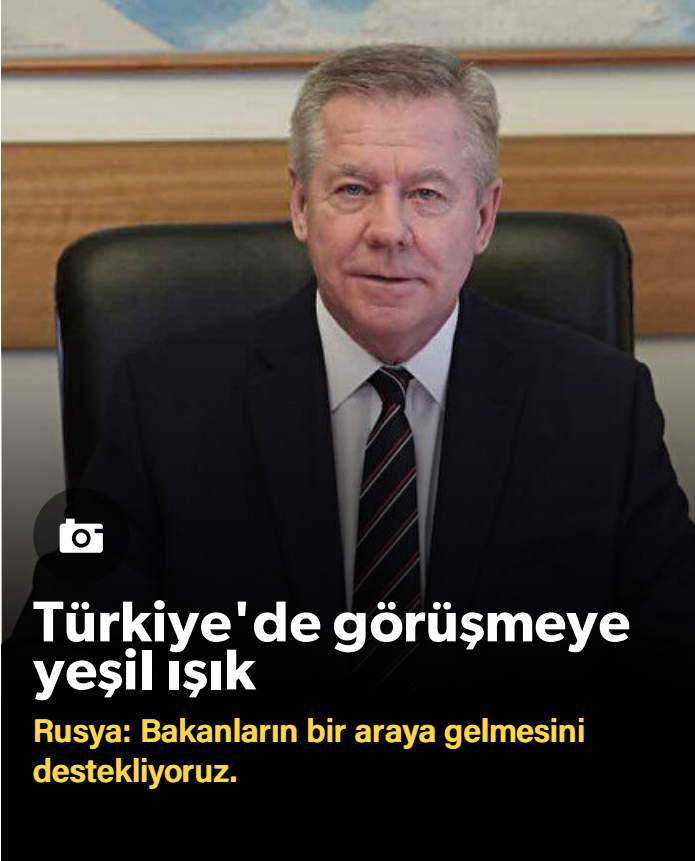 Türkiye'de görüşmeye
yeşil ışık
Rusya: Bakanların bir araya gelmesini
destekliyoruz.